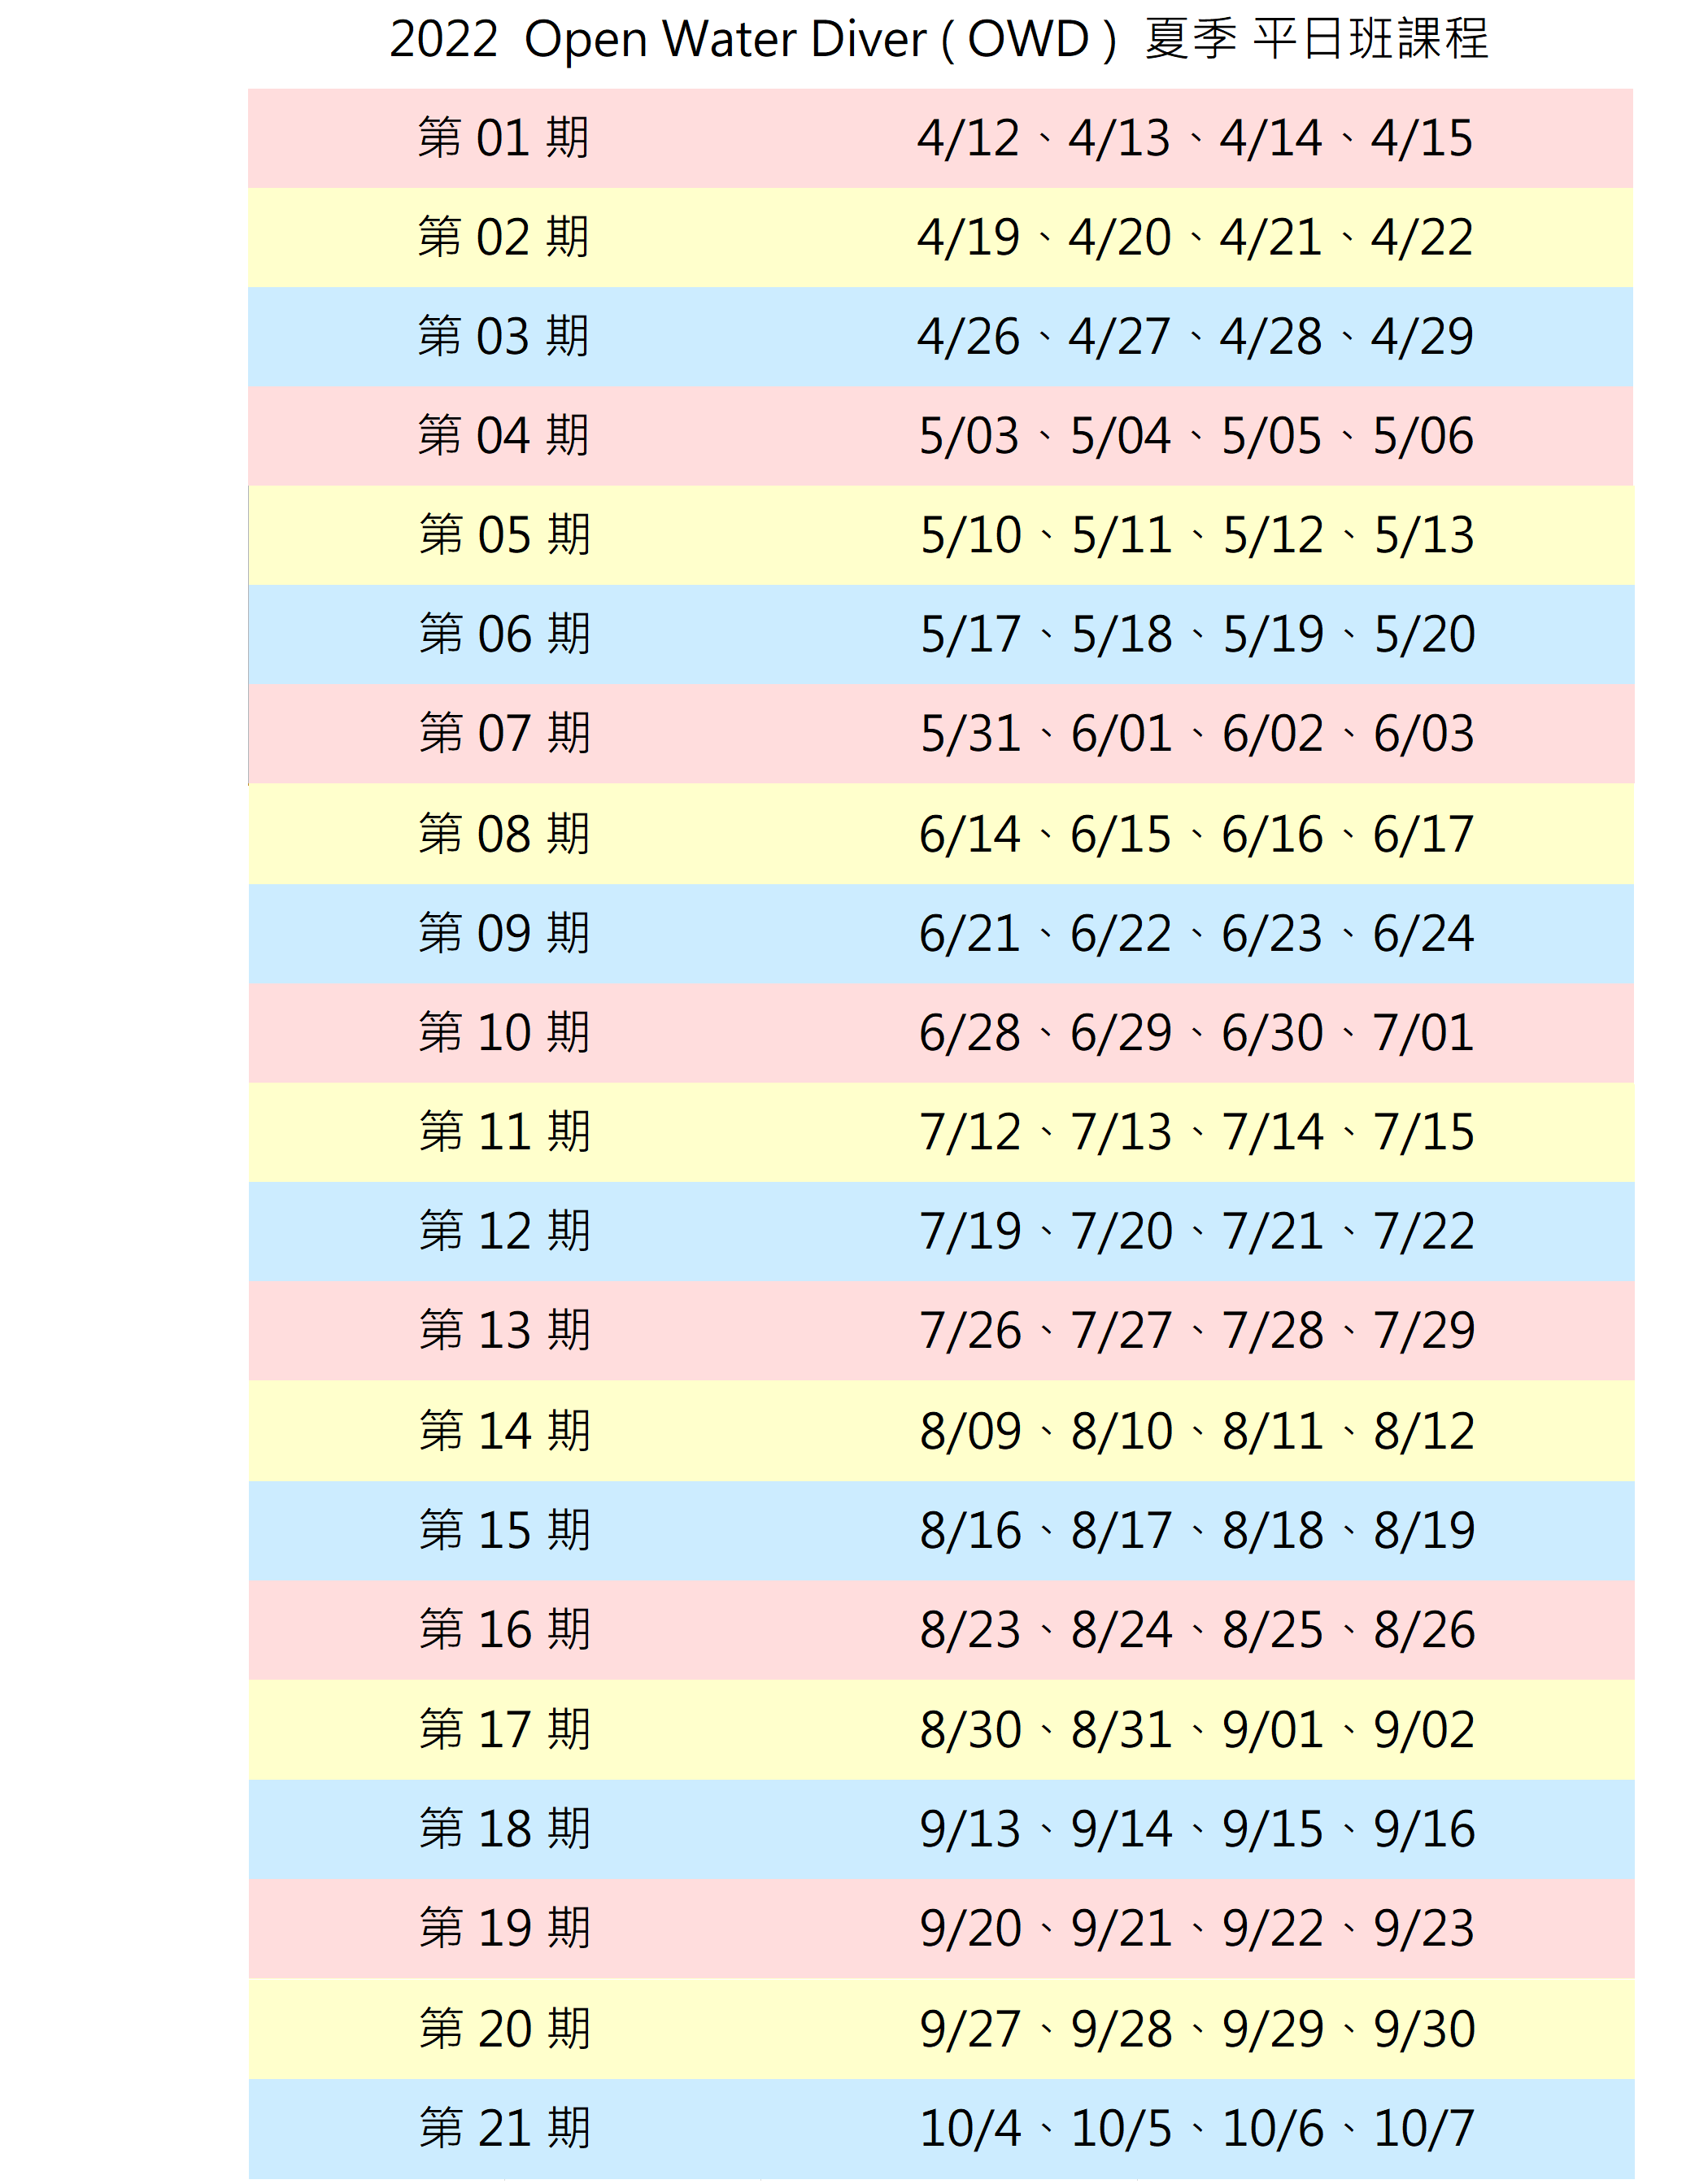 2022 Open Water Diver ( OWD ) 夏季 平日班課程
第 01 期 4/12、4/13、4/14、4/15
第 02 期 4/19、4/20、4/21、4/22
第 03 期 4/26、4/27、4/28、4/29
第 04 期 5/03、5/04、5/05、5/06
第 05 期 5/10、5/11、5/12、5/13
第 06 期 5/17、5/18、5/19、5/20
第 07 期 5/31、6/01、6/02、6/03
第 08 期 6/14、6/15、6/16、6/17
第 09 期 6/21、6/22、6/23、6/24
第 10 期 6/28、6/29、6/30、7/01
第 11 期 7/12、7/13、7/14、7/15
第 12 期 7/19、7/20、7/21、7/22
第 13 期 7/26、7/27、7/28、7/29
第 14 期 8/09、8/10、8/11、8/12
第 15 期 8/16、8/17、8/18、8/19
第 16 期 8/23、8/24、8/25、8/26
第 17 期 8/30、8/31、9/01、9/02
第 18 期 9/13、9/14、9/15、9/16
第 19 期 9/20、9/21、9/22、9/23
第 20 期 9/27、9/28、9/29、9/30
第 21 期 10/4、10/5、10/6、10/7